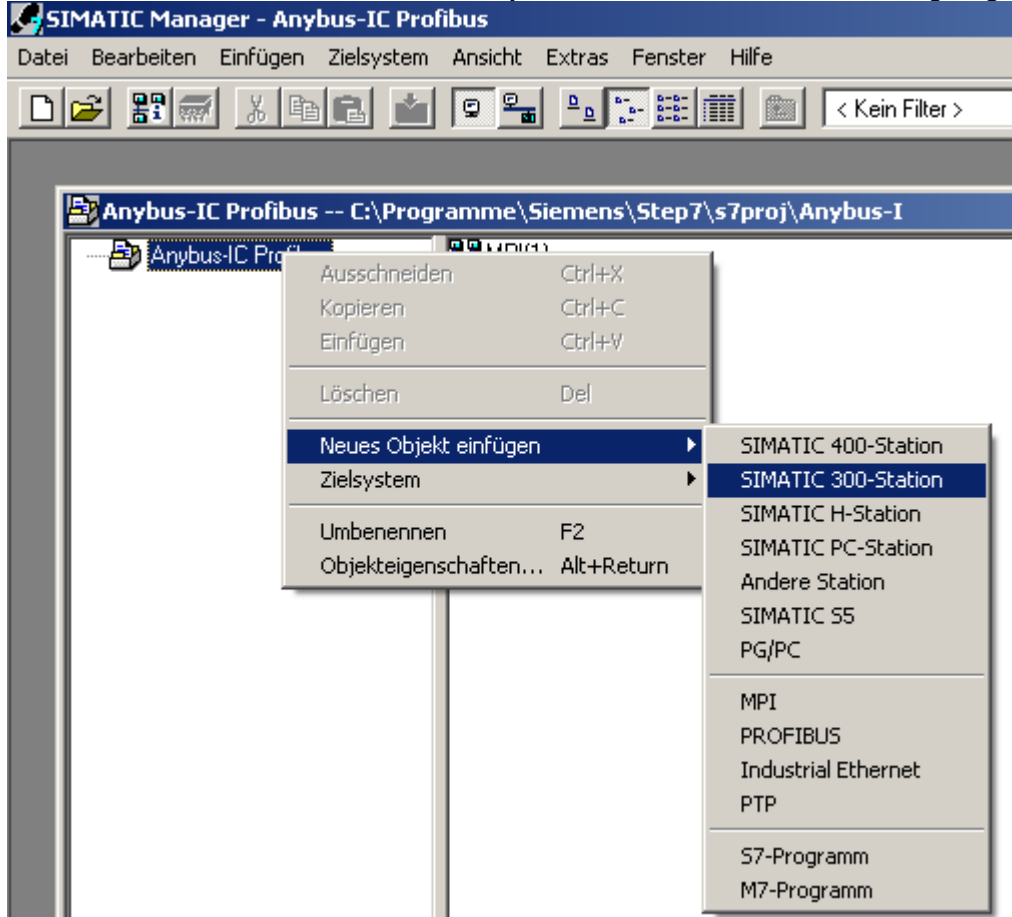 SIMATIC Manager - Anybus-IC Profibus
Datei Bearbeiten Einfügen Zielsystem Ansicht Extras Fenster Hilfe
< Kein Filter >
Anybus-IC Profibus -- C:\Programme\Siemens\Step7\s7proj\Anybus-I
Anybus-IC
MPI(1)
Ausschneiden Ctrl+X
Kopieren Ctrl+C
Einfügen Ctrl+V
Löschen Del
Neues Objekt einfügen
Zielsystem
Umbenennen F2
Objekteigenschaften... Alt+Return
SIMATIC 400-Station
SIMATIC 300-Station
SIMATIC H-Station
SIMATIC PC-Station
Andere Station
SIMATIC S5
PG/PC
MPI
PROFIBUS
Industrial Ethernet
PTP
S7-Programm
M7-Programm